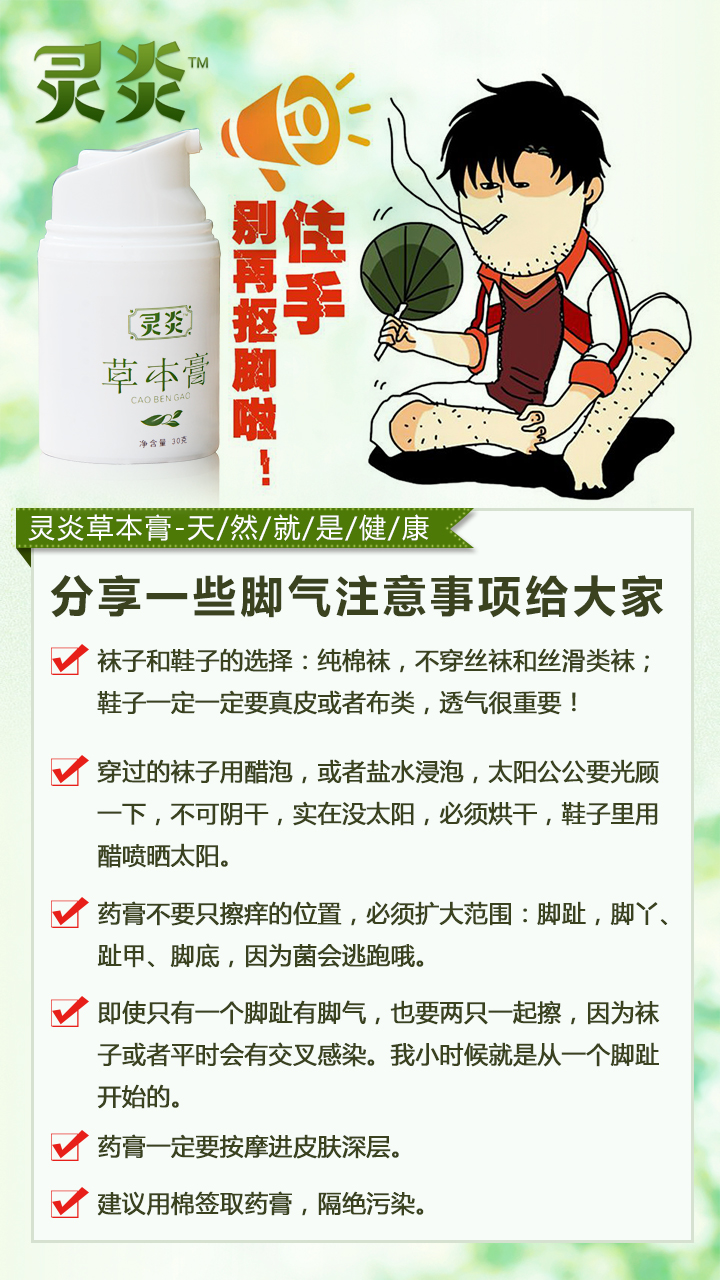 灵炎™
住手
别再抠脚啦！
灵炎
草本膏
CAO BEN GAO
净含量 30克
灵炎草本膏-天/然/就/是/健/康
分享一些脚气注意事项给大家
袜子和鞋子的选择：纯棉袜，不穿丝袜和丝滑类袜；
鞋子一定一定要真皮或者布类，透气很重要！
穿过的袜子用醋泡，或者盐水浸泡，太阳公公要光顾
一下，不可阴干，实在没太阳，必须烘干，鞋子里用
醋喷晒太阳。
药膏不要只擦痒的位置，必须扩大范围：脚趾，脚丫、
趾甲、脚底，因为菌会逃跑哦。
即使只有一个脚趾有脚气，也要两只一起擦，因为袜
子或者平时会有交叉感染。我小时候就是从一个脚趾
开始的。
药膏一定要按摩进皮肤深层。
建议用棉签取药膏，隔绝污染。